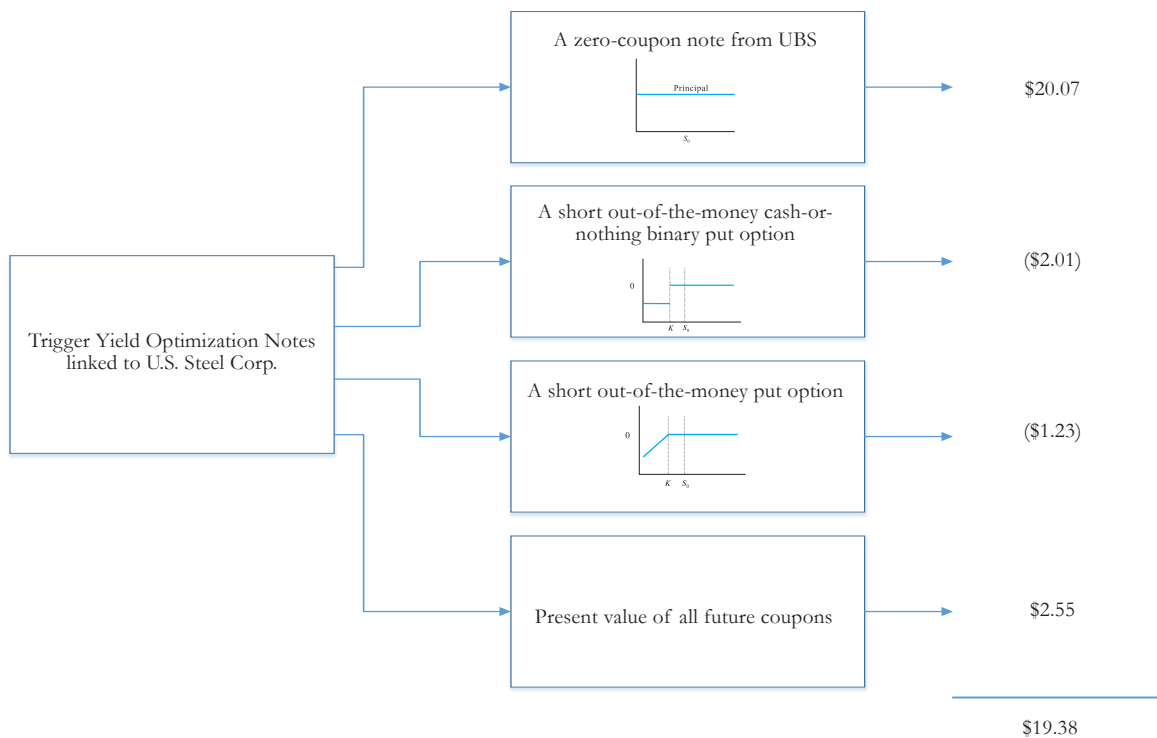 A zero-coupon note from UBS
Principal
S0
$20.07
A short out-of-the-money cash-or-
nothing binary put option
0
K S0
($2.01)
Trigger Yield Optimization Notes
linked to U.S. Steel Corp.
A short out-of-the-money put option
0
K S0
($1.23)
Present value of all future coupons
$2.55
$19.38